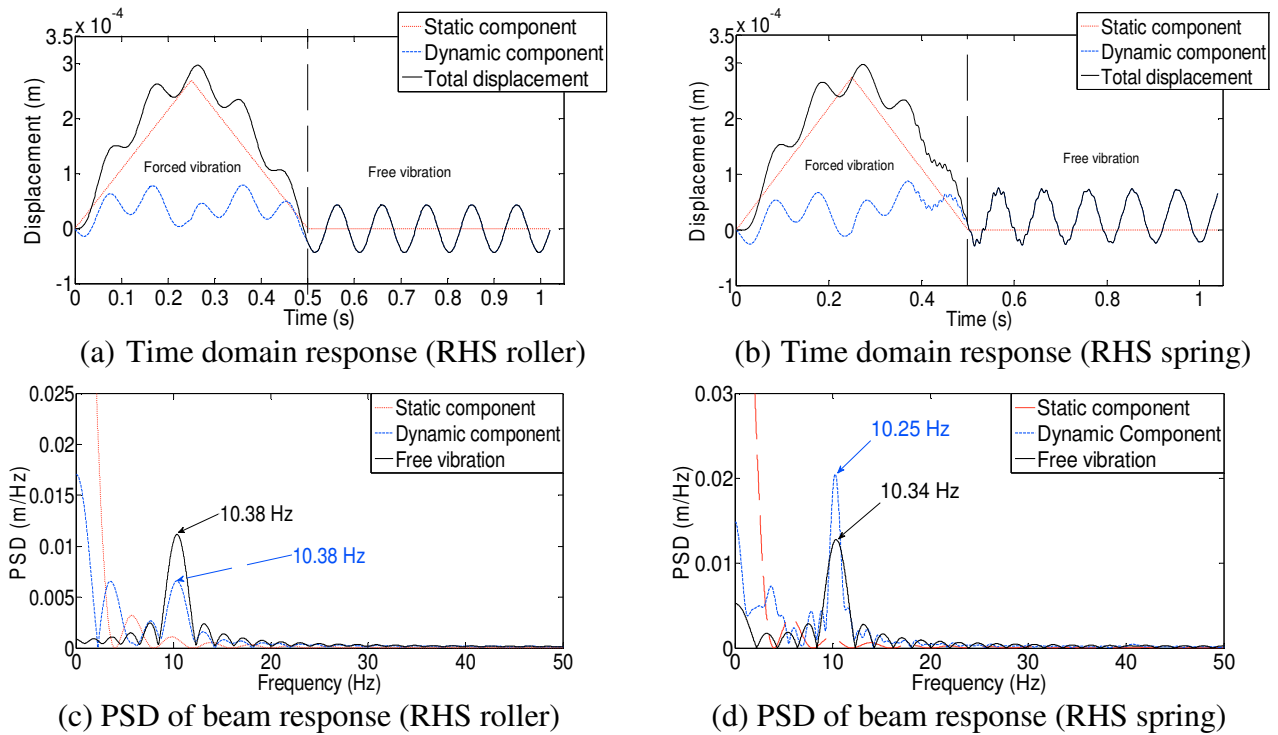 × 10⁻⁴
3.5
3
2
1
0
-1
0
0.1
0.2
0.3
0.4
0.5
0.6
0.7
0.8
0.9
1
Displacement (m)
Time (s)
Static component
Dynamic component
Total displacement
Forced vibration
Free vibration
(a) Time domain response (RHS roller)
× 10⁻⁴
3.5
3
2
1
0
-1
0
0.2
0.4
0.6
0.8
1
Displacement (m)
Time (s)
Static component
Dynamic component
Total displacement
Forced vibration
Free vibration
(b) Time domain response (RHS spring)
0.025
0.02
0.015
0.01
0.005
0
0
10
20
30
40
50
PSD (m/Hz)
Frequency (Hz)
Static component
Dynamic component
Free vibration
10.38 Hz
10.38 Hz
(c) PSD of beam response (RHS roller)
0.03
0.02
0.01
0
0
10
20
30
40
50
PSD (m/Hz)
Frequency (Hz)
Static component
Dynamic Component
Free vibration
10.25 Hz
10.34 Hz
(d) PSD of beam response (RHS spring)